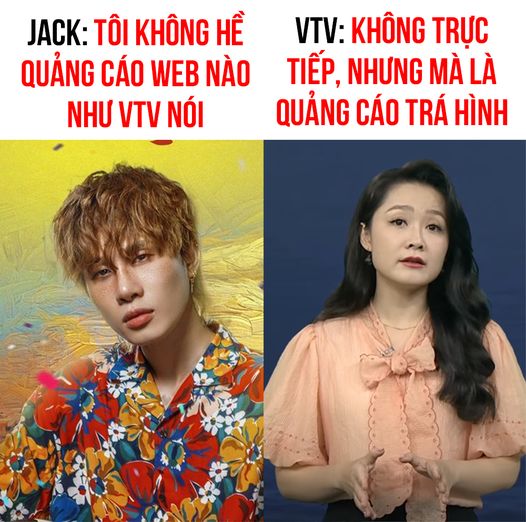 JACK: TÔI KHÔNG HỀ
QUẢNG CÁO WEB NÀO
NHƯ VTV NÓI
VTV: KHÔNG TRỰC
TIẾP, NHƯNG MÀ LÀ
QUẢNG CÁO TRÁ HÌNH